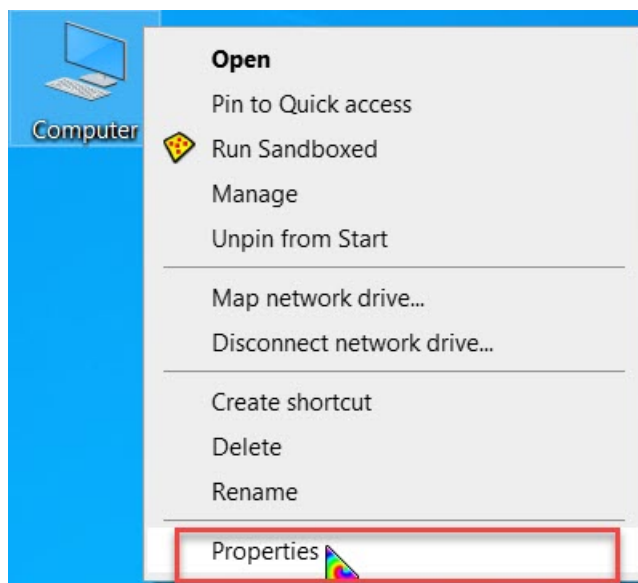 Computer
Open
Pin to Quick access
Run Sandboxed
Manage
Unpin from Start
Map network drive...
Disconnect network drive...
Create shortcut
Delete
Rename
Properties